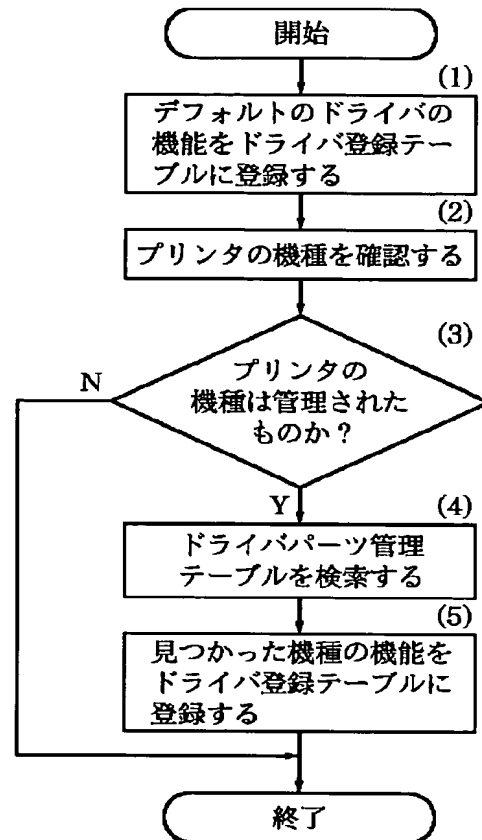 開始
(1)
デフォルトのドライバの
機能をドライバ登録テー
ブルに登録する
(2)
プリンタの機種を確認する
(3)
プリンタの
機種は管理された
ものか?
N
Y
(4)
ドライバパーツ管理
テーブルを検索する
(5)
見つかった機種の機能を
ドライバ登録テーブルに
登録する
終了